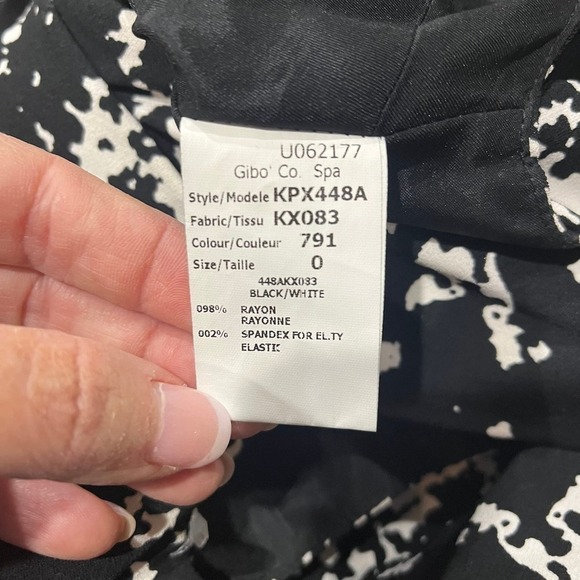 U062177
Gibo' Co. Spa
Style/Modele KPX448A
Fabric/Tissu KX083
Colour/Couleur 791
Size/Taille 0
448AKX083
BLACK/WHITE
098% RAYON
RAYONNE
002% SPANDEX FOR EL.TY
ELASTIC